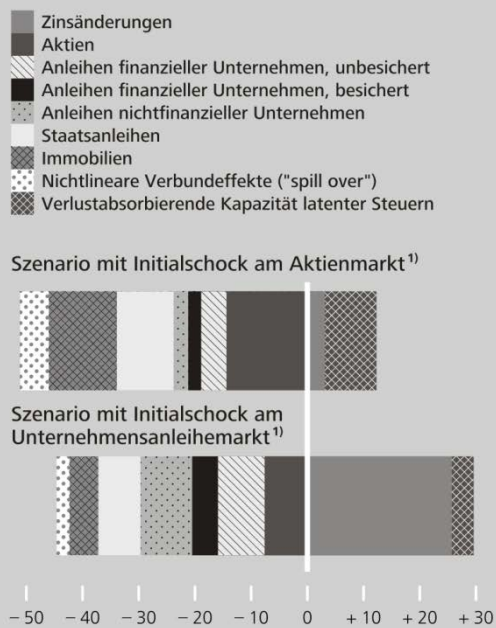 Zinsänderungen
Aktien
Anleihen finanzieller Unternehmen, unbesichert
Anleihen finanzieller Unternehmen, besichert
Anleihen nichtfinanzieller Unternehmen
Staatsanleihen
Immobilien
Nichtlineare Verbundeffekte ("spill over")
Verlustabsorbierende Kapazität latenter Steuern
Szenario mit Initialschock am Aktienmarkt¹⁾
Szenario mit Initialschock am
Unternehmensanleihemarkt¹⁾
– 50 – 40 – 30 – 20 – 10 0 + 10 + 20 + 30